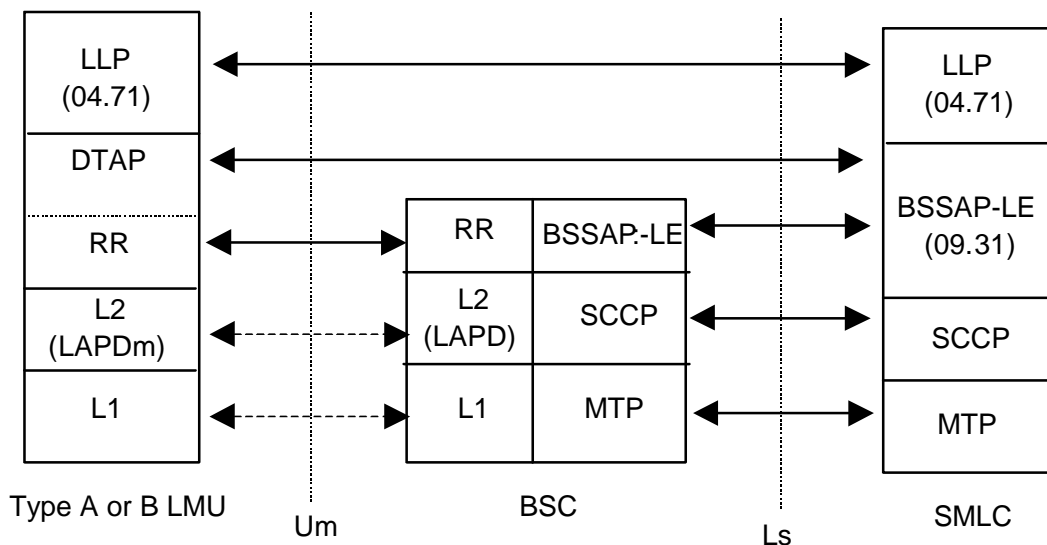 LLP
(04.71)
DTAP
RR
L2
(LAPDm)
L1
Type A or B LMU
Um
RR
BSSAP:-LE
L2
(LAPD)
SCCP
L1
MTP
BSC
Ls
LLP
(04.71)
BSSAP-LE
(09.31)
SCCP
MTP
SMLC